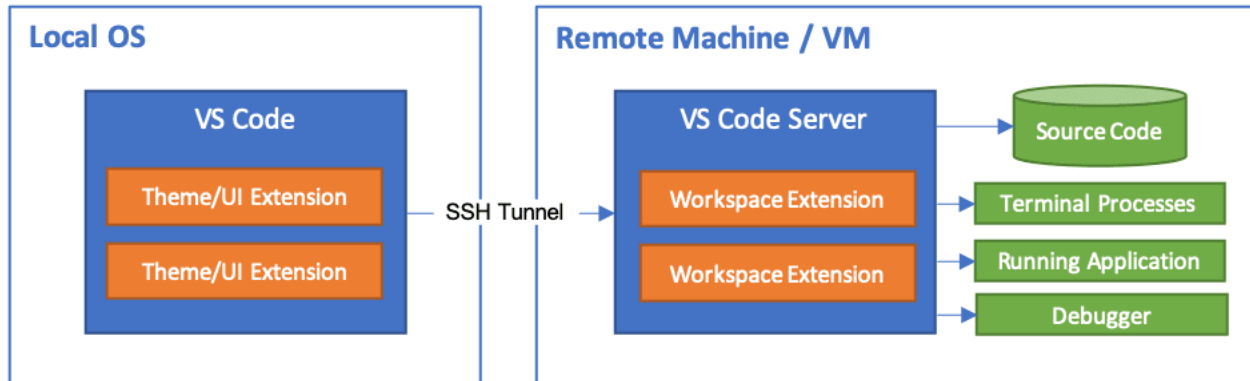 Local OS
VS Code
Theme/UI Extension
Theme/UI Extension
SSH Tunnel
Remote Machine / VM
VS Code Server
Workspace Extension
Workspace Extension
Source Code
Terminal Processes
Running Application
Debugger